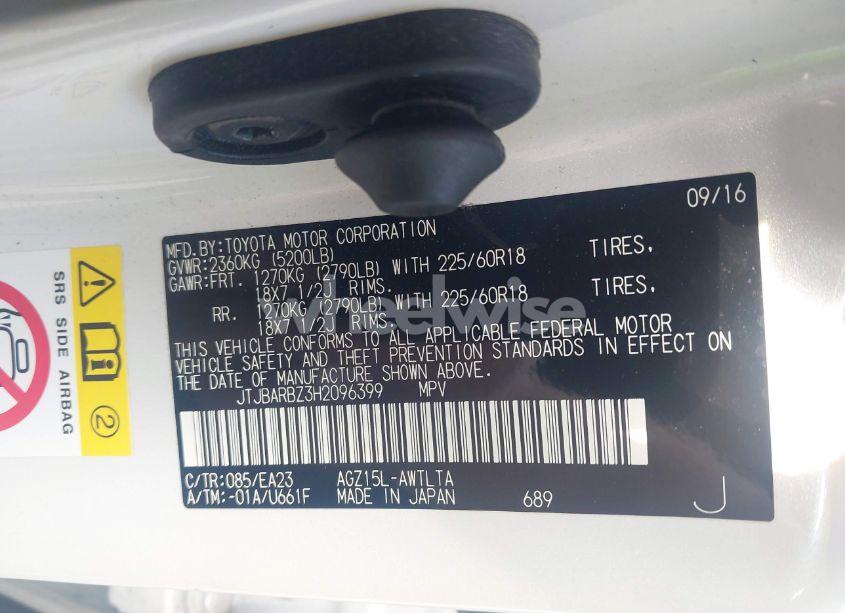 09/16
MFD.BY:TOYOTA MOTOR CORPORATION
GVWR:2360KG (5200LB)
GAWR:FRT. 1270KG (2790LB) WITH 225/60R18 TIRES,
18X7 1/2J RIMS.
RR. 1270KG (2790LB) WITH 225/60R18 TIRES,
18X7 1/2J RIMS.
THIS VEHICLE CONFORMS TO ALL APPLICABLE FEDERAL MOTOR
VEHICLE SAFETY AND THEFT PREVENTION STANDARDS IN EFFECT ON
THE DATE OF MANUFACTURE SHOWN ABOVE.
JTJBARBZ3H2096399 MPV
C/TR:085/EA23 AGZ15L-AWTLTA
A/TM:-01A/U661F MADE IN JAPAN 689 J
SRS SIDE AIRBAG
2
wheelwise